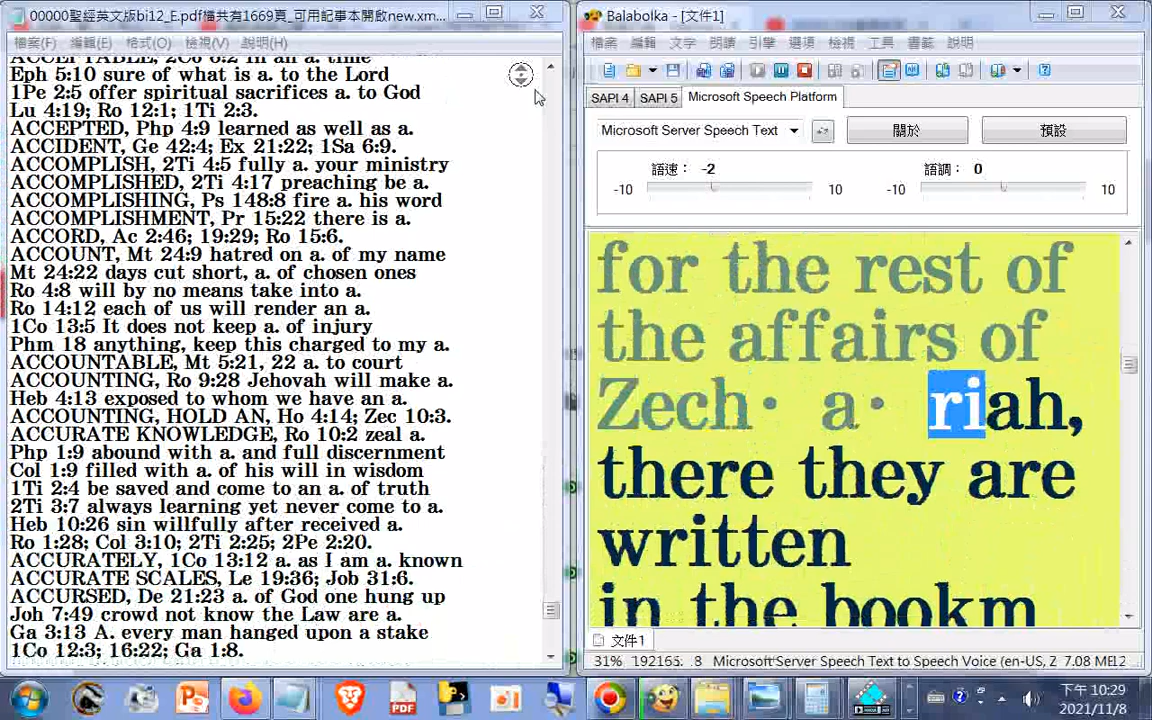 00000聖經英文版bi12_E.pdf檔共有1669頁_可用記事本開啟new.xm...
檔案(F) 編輯(E) 格式(O) 檢視(V) 說明(H)
ACCEPTABLE, 2Co 6:2 in an a. time
Eph 5:10 sure of what is a. to the Lord
1Pe 2:5 offer spiritual sacrifices a. to God
Lu 4:19; Ro 12:1; 1Ti 2:3.
ACCEPTED, Php 4:9 learned as well as a.
ACCIDENT, Ge 42:4; Ex 21:22; 1Sa 6:9.
ACCOMPLISH, 2Ti 4:5 fully a. your ministry
ACCOMPLISHED, 2Ti 4:17 preaching be a.
ACCOMPLISHING, Ps 148:8 fire a. his word
ACCOMPLISHMENT, Pr 15:22 there is a.
ACCORD, Ac 2:46; 19:29; Ro 15:6.
ACCOUNT, Mt 24:9 hatred on a. of my name
Mt 24:22 days cut short, a. of chosen ones
Ro 4:8 will by no means take into a.
Ro 14:12 each of us will render an a.
1Co 13:5 It does not keep a. of injury
Phm 18 anything, keep this charged to my a.
ACCOUNTABLE, Mt 5:21, 22 a. to court
ACCOUNTING, Ro 9:28 Jehovah will make a.
Heb 4:13 exposed to whom we have an a.
ACCOUNTING, HOLD AN, Ho 4:14; Zec 10:3.
ACCURATE KNOWLEDGE, Ro 10:2 zeal a.
Php 1:9 abound with a. and full discernment
Col 1:9 filled with a. of his will in wisdom
1Ti 2:4 be saved and come to an a. of truth
2Ti 3:7 always learning yet never come to a.
Heb 10:26 sin willfully after received a.
Ro 1:28; Col 3:10; 2Ti 2:25; 2Pe 2:20.
ACCURATELY, 1Co 13:12 a. as I am a. known
ACCURATE SCALES, Le 19:36; Job 31:6.
ACCURSED, De 21:23 a. of God one hung up
Joh 7:49 crowd not know the Law are a.
Ga 3:13 A. every man hanged upon a stake
1Co 12:3; 16:22; Ga 1:8.
Balabolka - [文件1]
檔案 編輯 文字 朗讀 引擎 選項 檢視 工具 書籤 說明
SAPI 4 SAPI 5 Microsoft Speech Platform
Microsoft Server Speech Text 關於 預設
語速： -2 語調： 0
-10 10 -10 10
for the rest of
the affairs of
Zech· a· riah,
there they are
written
in the bookm
文件1
31% 192165. .8 Microsoft Server Speech Text to Speech Voice (en-US, Z 7.08 ME12
PDF
下午 10:29
2021/11/8